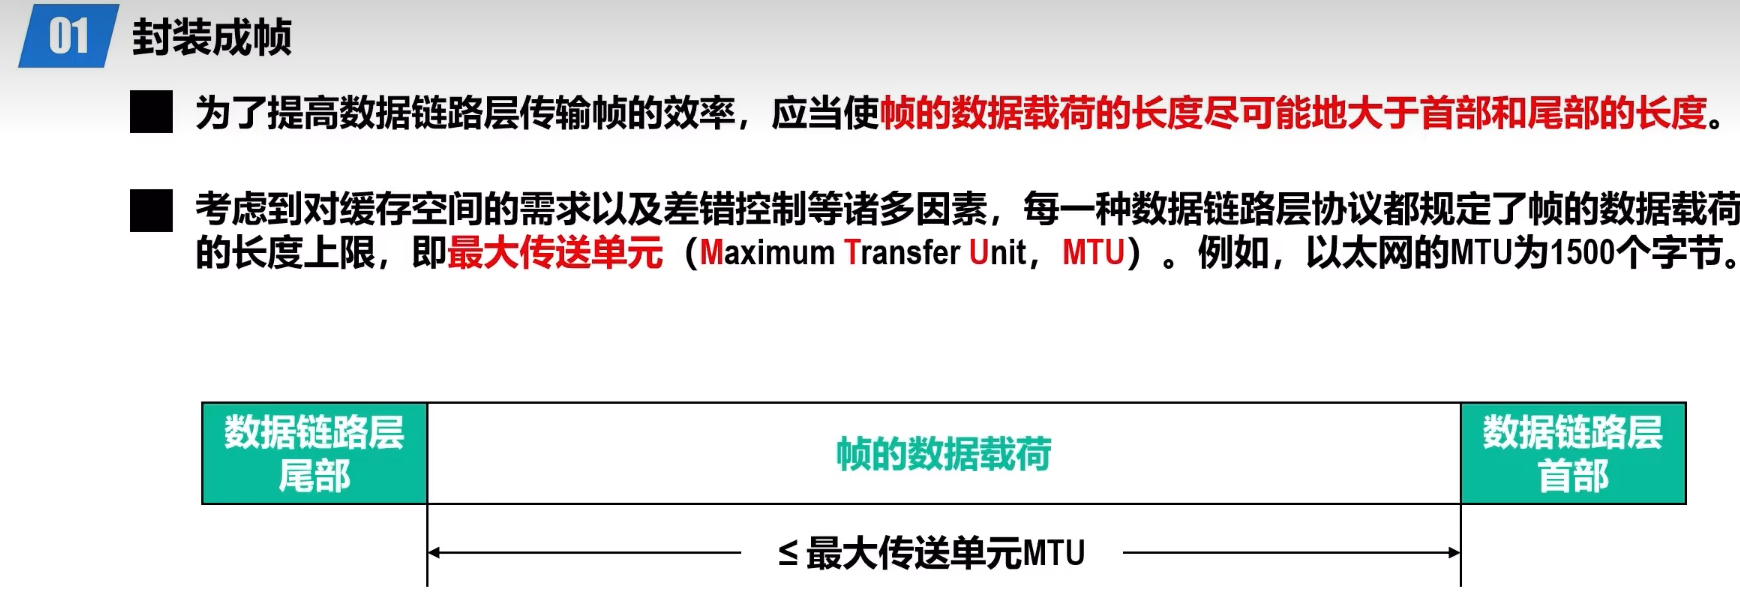 01 封装成帧
为了提高数据链路层传输帧的效率，应当使帧的数据载荷的长度尽可能地大于首部和尾部的长度。
考虑到对缓存空间的需求以及差错控制等诸多因素，每一种数据链路层协议都规定了帧的数据载荷
的长度上限，即最大传送单元（Maximum Transfer Unit，MTU）。例如，以太网的MTU为1500个字节。
数据链路层
尾部
帧的数据载荷
数据链路层
首部
≤ 最大传送单元MTU